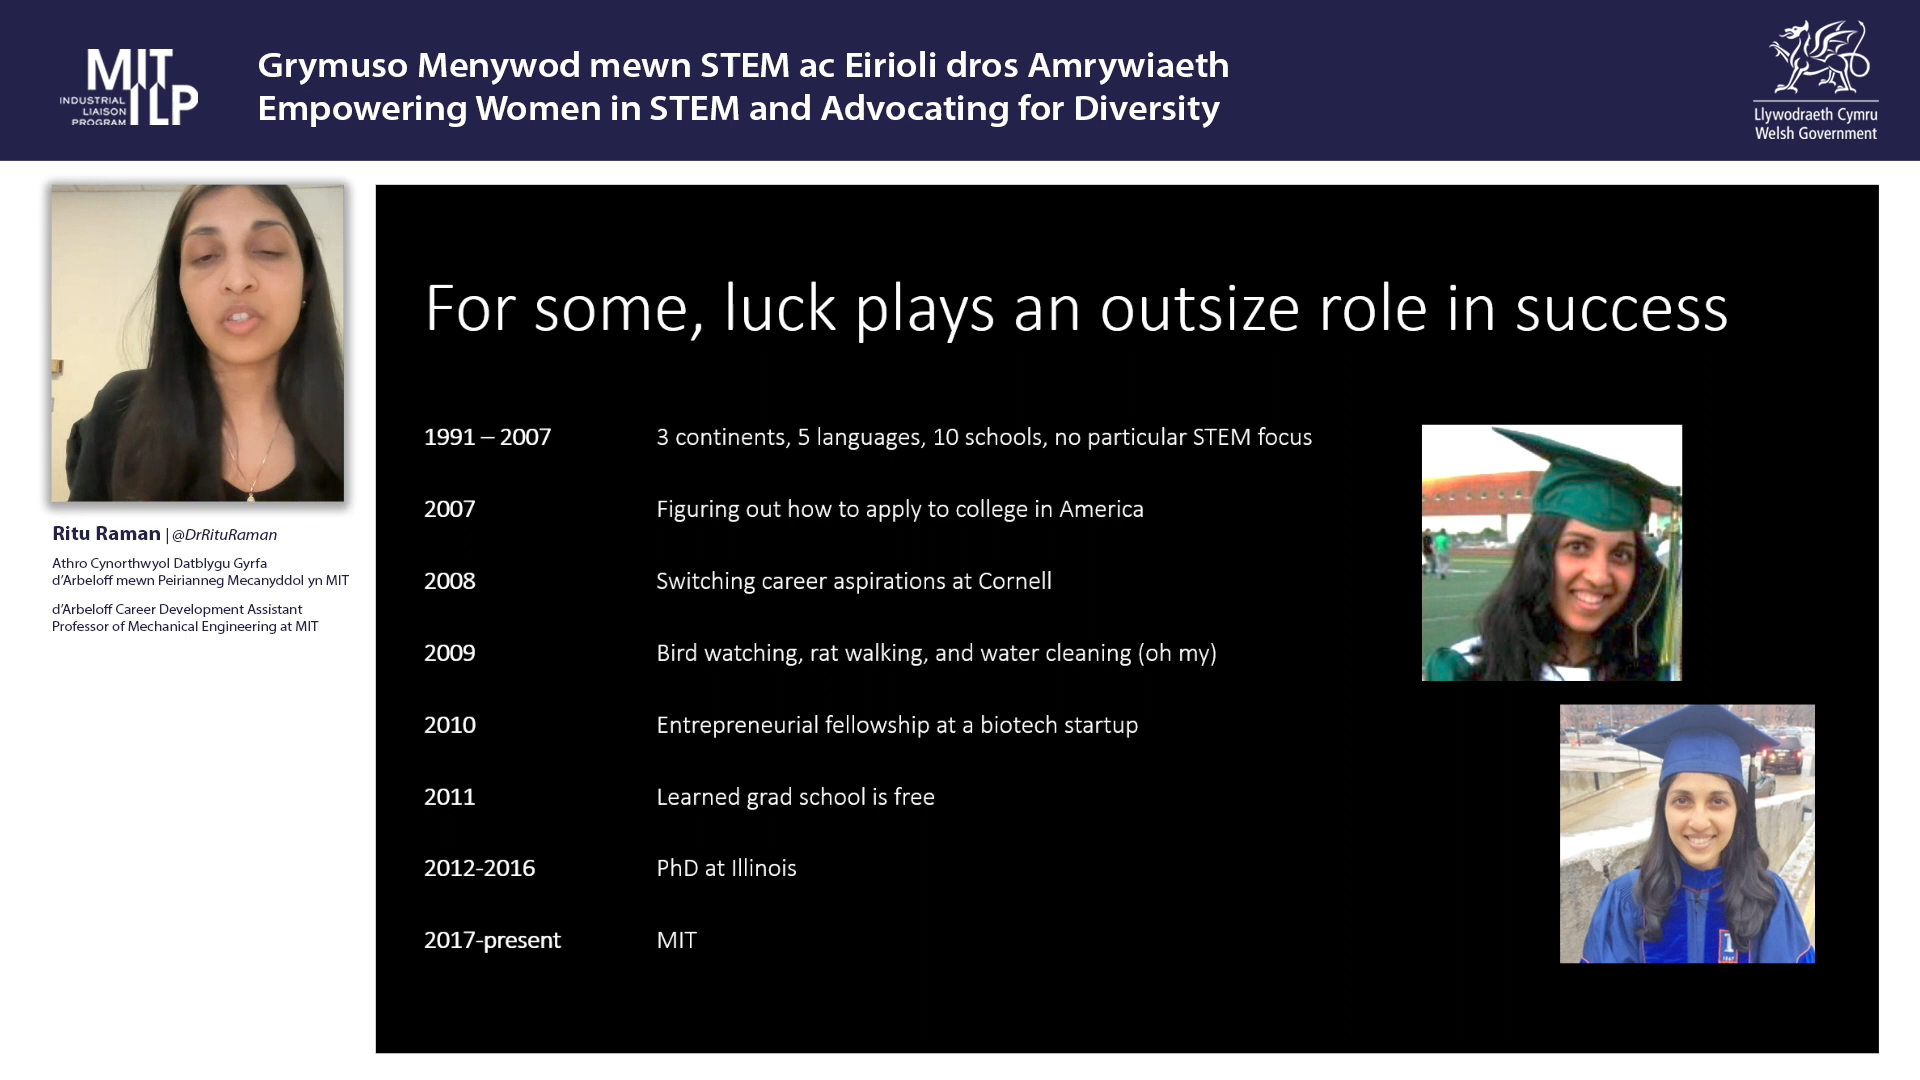 MIT
ILP
INDUSTRIAL
LIAISON
PROGRAM
Grymuso Menywod mewn STEM ac Eirioli dros Amrywiaeth
Empowering Women in STEM and Advocating for Diversity
Llywodraeth Cymru
Welsh Government
Ritu Raman | @DrRituRaman
Athro Cynorthwyol Datblygu Gyrfa
d'Arbeloff mewn Peirianneg Mecanyddol yn MIT
d'Arbeloff Career Development Assistant
Professor of Mechanical Engineering at MIT
For some, luck plays an outsize role in success
1991 – 2007 3 continents, 5 languages, 10 schools, no particular STEM focus
2007 Figuring out how to apply to college in America
2008 Switching career aspirations at Cornell
2009 Bird watching, rat walking, and water cleaning (oh my)
2010 Entrepreneurial fellowship at a biotech startup
2011 Learned grad school is free
2012-2016 PhD at Illinois
2017-present MIT